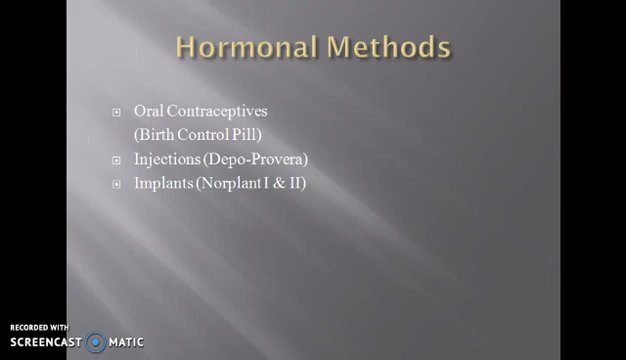 Hormonal Methods
Oral Contraceptives
(Birth Control Pill)
Injections (Depo-Provera)
Implants (Norplant I & II)
RECORDED WITH
SCREENCAST MATIC